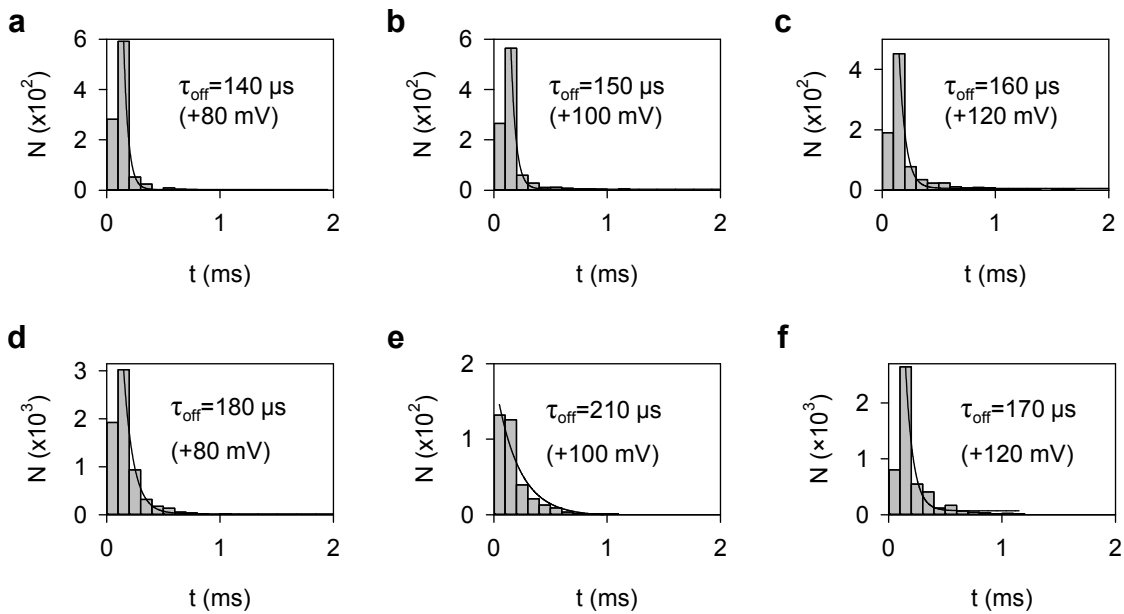 a
N (x10²)
6
4
2
0
τoff=140 µs
(+80 mV)
0 1 2
t (ms)
b
N (x10²)
6
4
2
0
τoff=150 µs
(+100 mV)
0 1 2
t (ms)
c
N (x10²)
4
2
0
τoff=160 µs
(+120 mV)
0 1 2
t (ms)
d
N (x10³)
3
2
1
0
τoff=180 µs
(+80 mV)
0 1 2
t (ms)
e
N (x10²)
2
1
0
τoff=210 µs
(+100 mV)
0 1 2
t (ms)
f
N (×10³)
2
1
0
τoff=170 µs
(+120 mV)
0 1 2
t (ms)